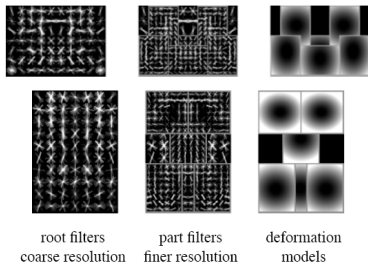 root filters
coarse resolution
part filters
finer resolution
deformation
models